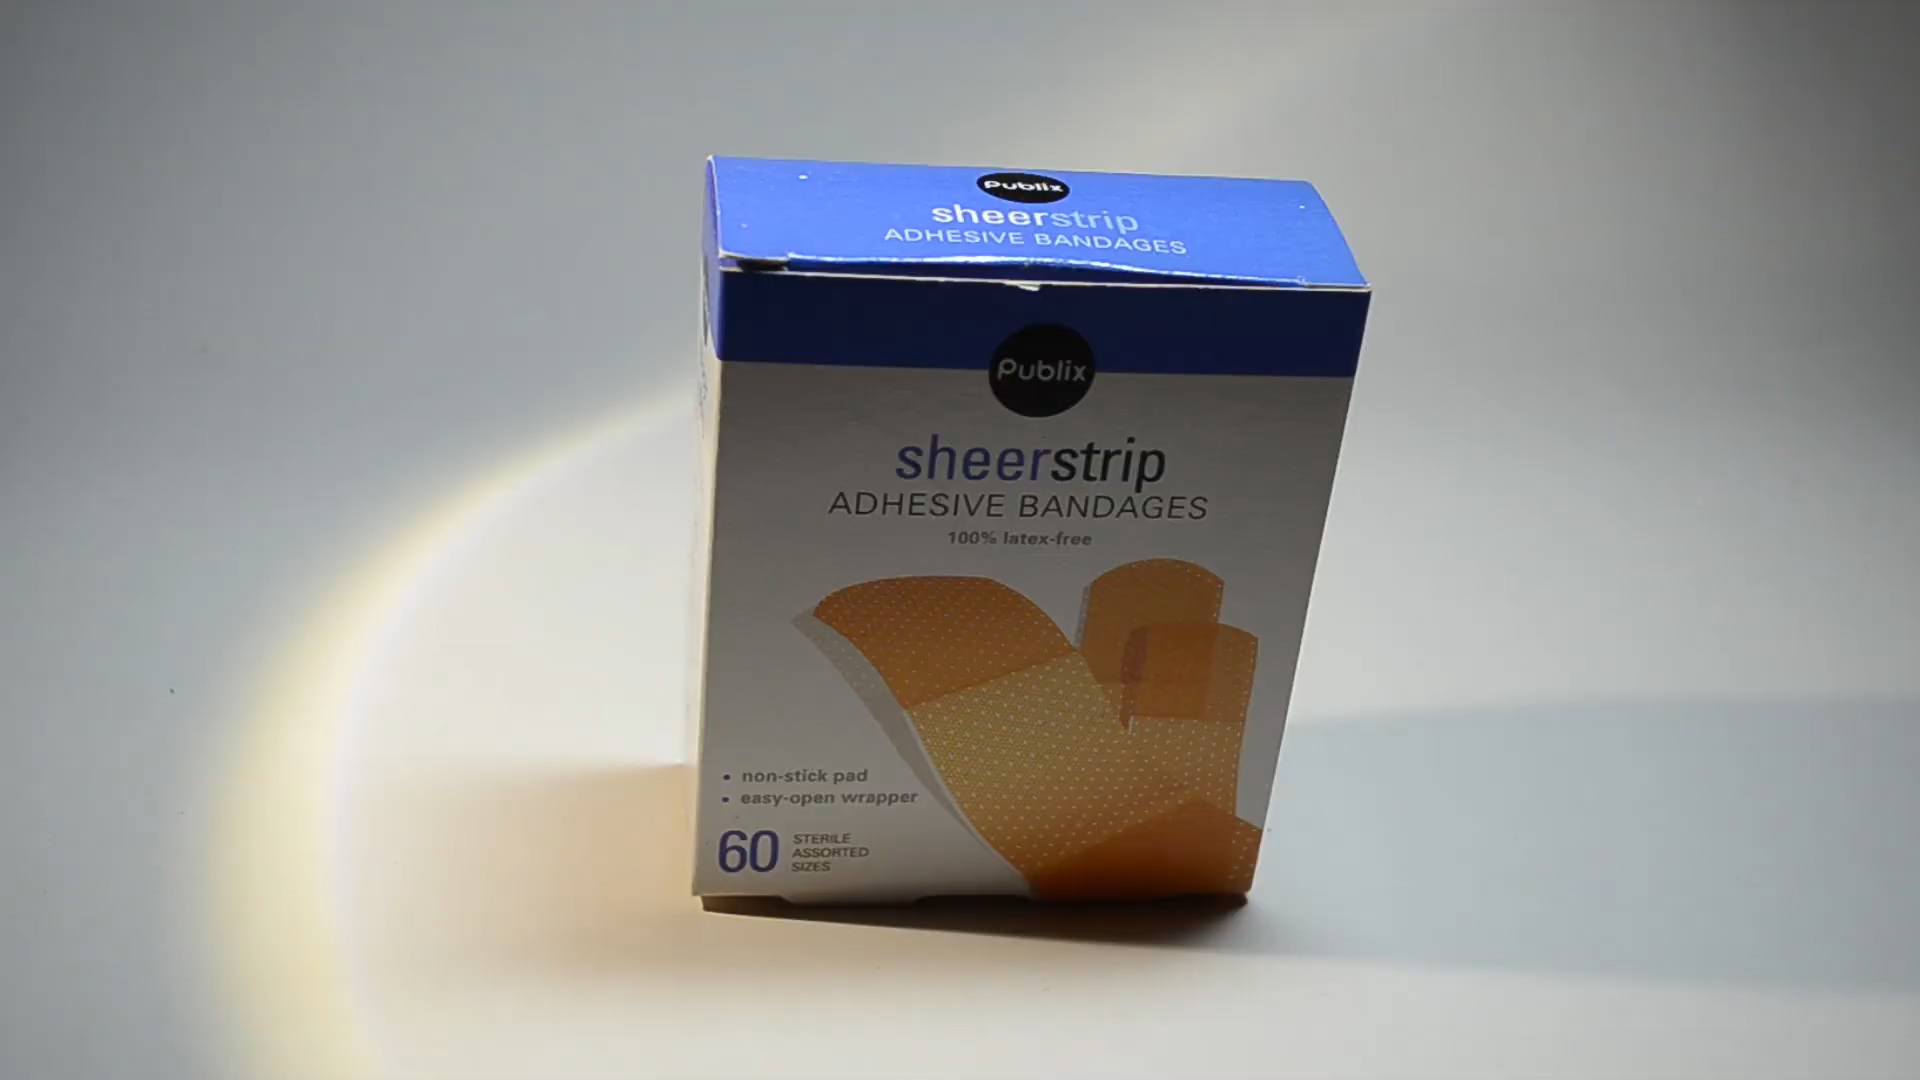 Publix
sheerstrip
ADHESIVE BANDAGES
Publix
sheerstrip
ADHESIVE BANDAGES
100% latex-free
• non-stick pad
• easy-open wrapper
60 STERILE
ASSORTED
SIZES